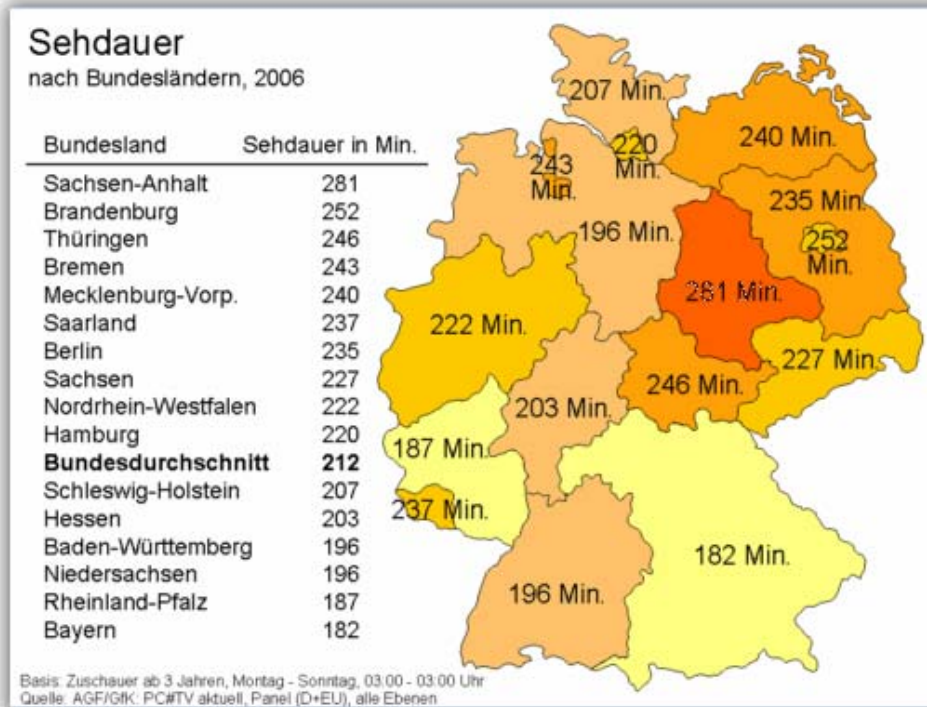 Sehdauer
nach Bundesländern, 2006
Bundesland Sehdauer in Min.
Sachsen-Anhalt 281
Brandenburg 252
Thüringen 246
Bremen 243
Mecklenburg-Vorp. 240
Saarland 237
Berlin 235
Sachsen 227
Nordrhein-Westfalen 222
Hamburg 220
Bundesdurchschnitt 212
Schleswig-Holstein 207
Hessen 203
Baden-Württemberg 196
Niedersachsen 196
Rheinland-Pfalz 187
Bayern 182
207 Min.
220
Min.
240 Min.
243
Min.
235 Min.
196 Min.
252
Min.
281 Min.
222 Min.
227 Min.
246 Min.
203 Min.
187 Min.
237 Min.
182 Min.
196 Min.
Basis: Zuschauer ab 3 Jahren, Montag - Sonntag, 03:00 - 03:00 Uhr
Quelle: AGF/GfK: PC#TV aktuell, Panel (D+EU), alle Ebenen